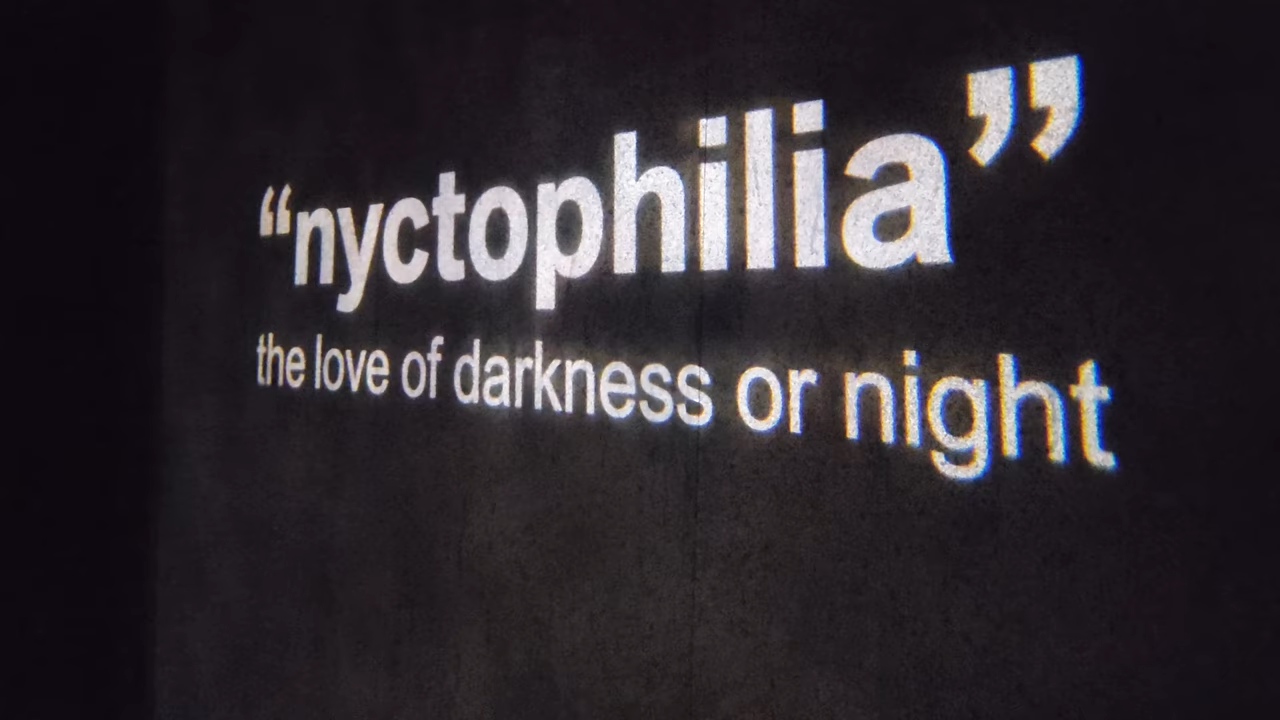 “nyctophilia”
the love of darkness or night